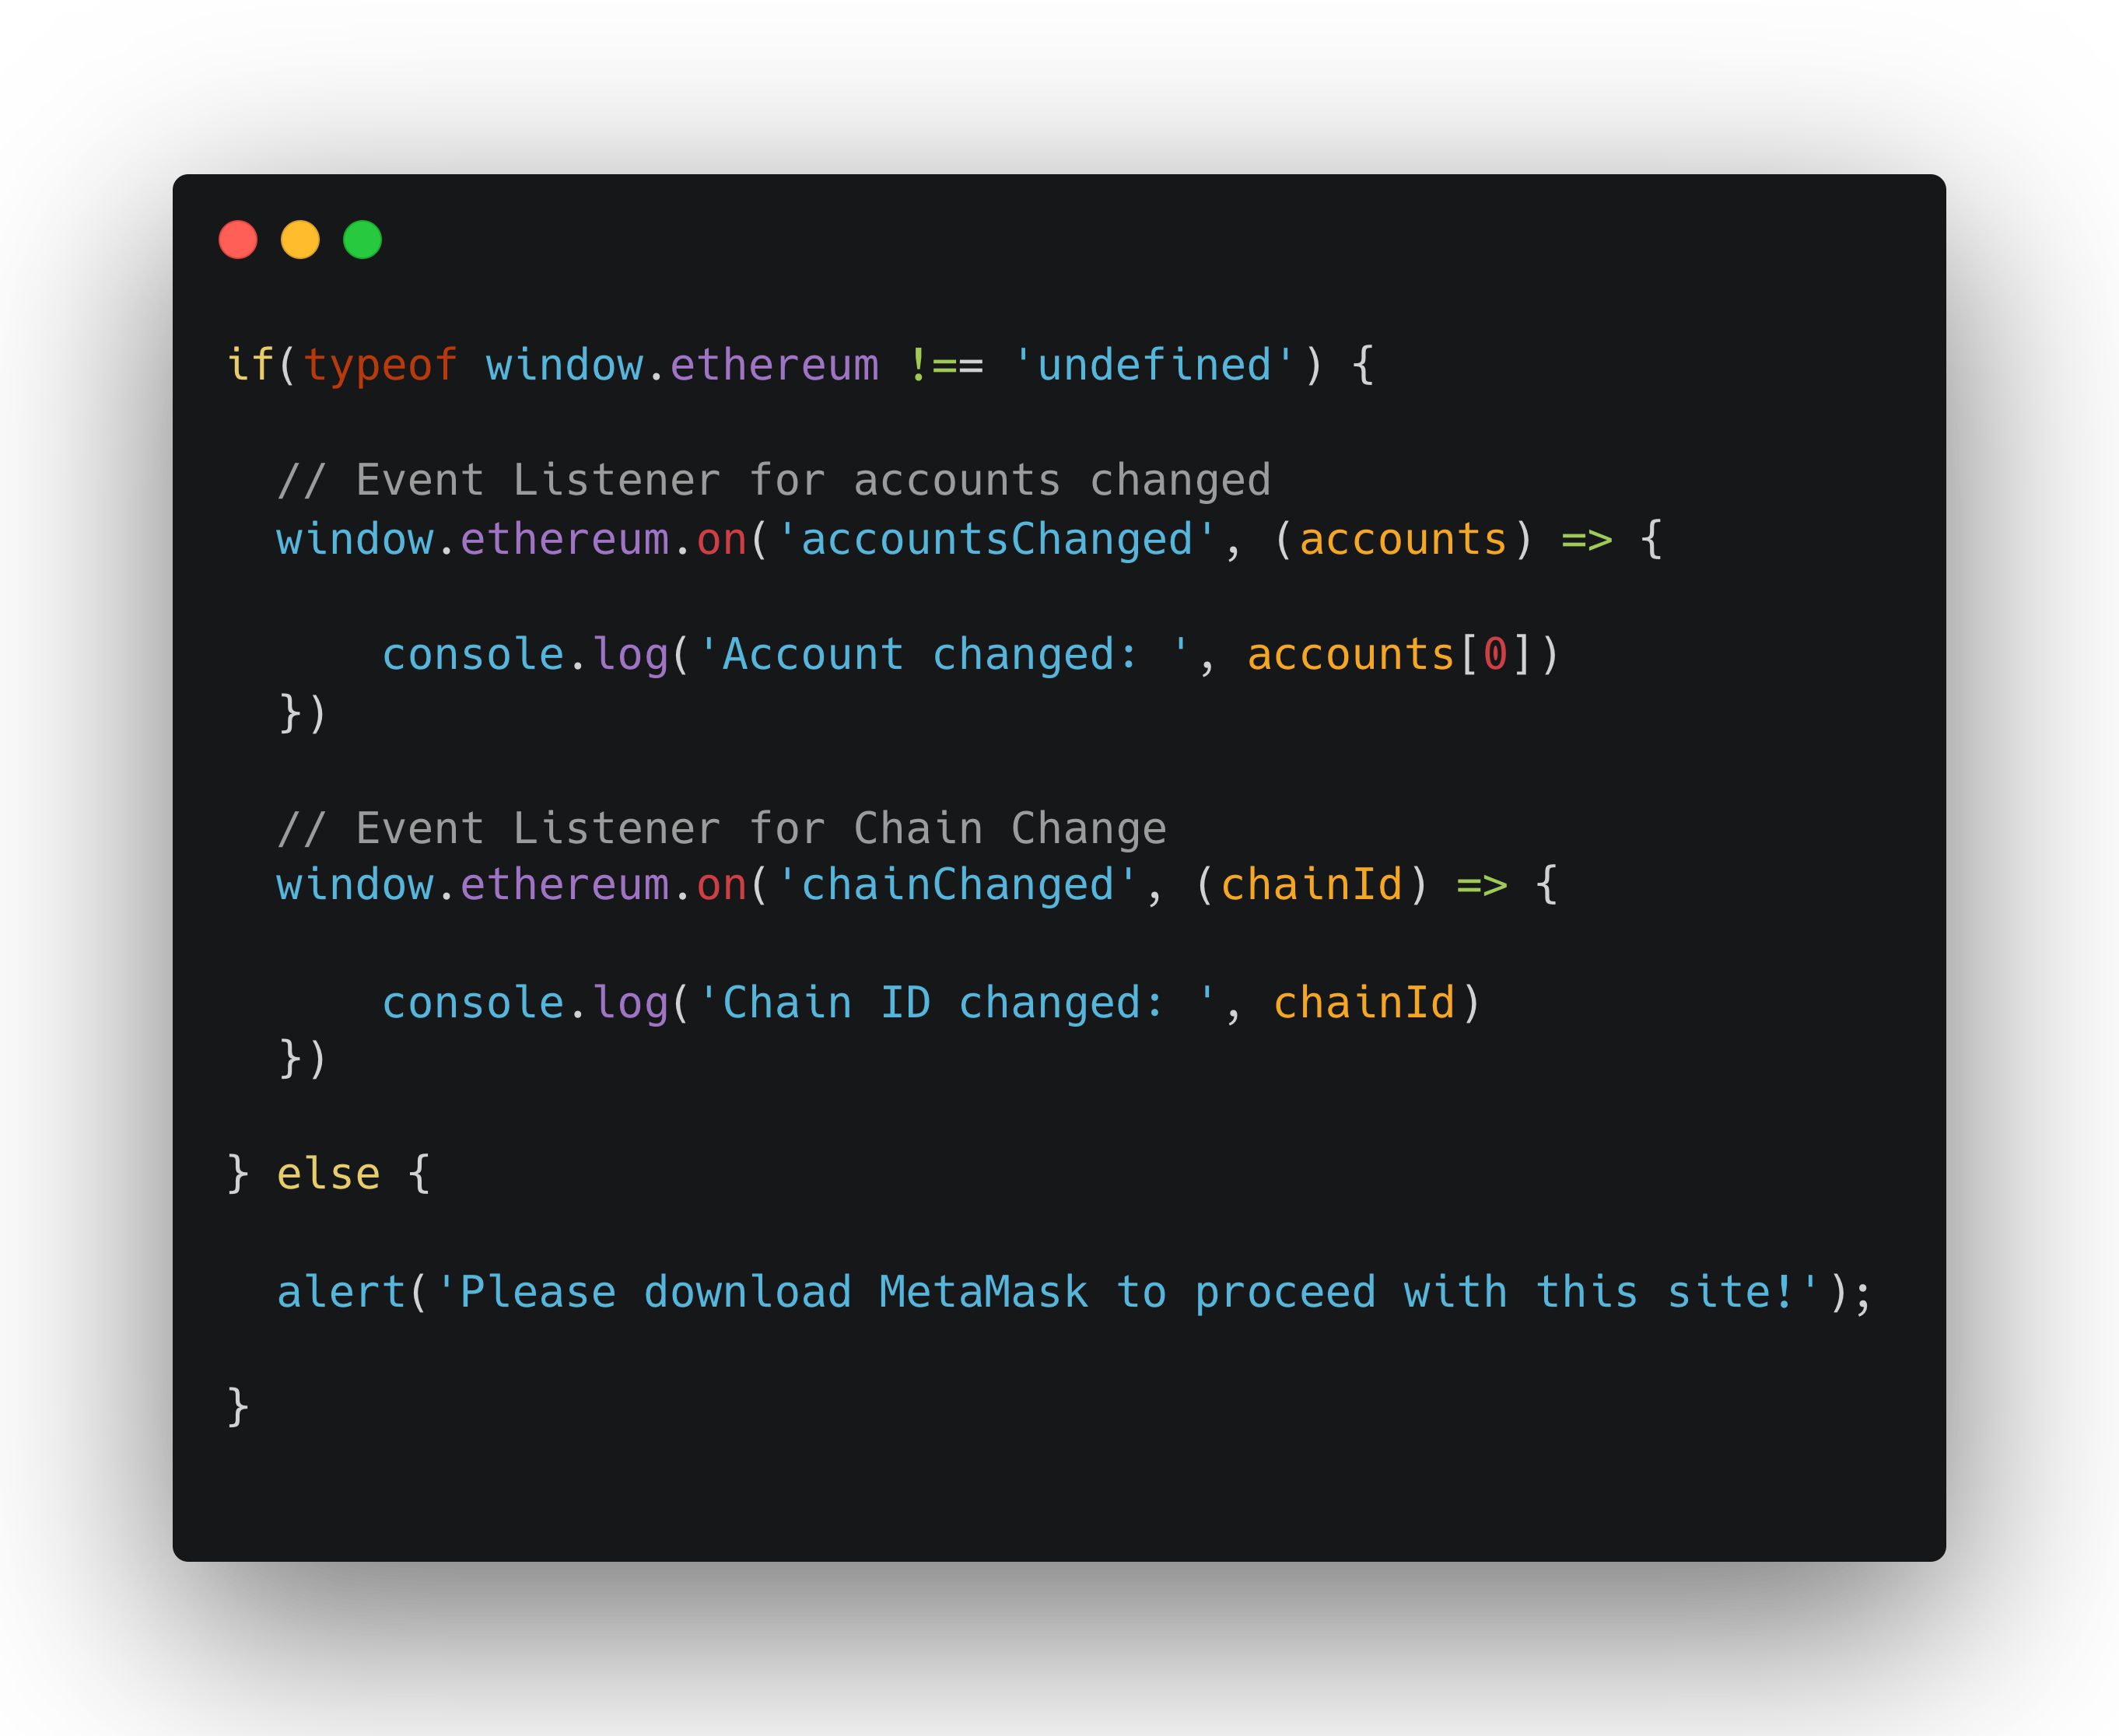 if(typeof window.ethereum !== 'undefined') {
  // Event Listener for accounts changed
  window.ethereum.on('accountsChanged', (accounts) => {
      console.log('Account changed: ', accounts[0])
  })
  // Event Listener for Chain Change
  window.ethereum.on('chainChanged', (chainId) => {
      console.log('Chain ID changed: ', chainId)
  })
} else {
  alert('Please download MetaMask to proceed with this site!');
}